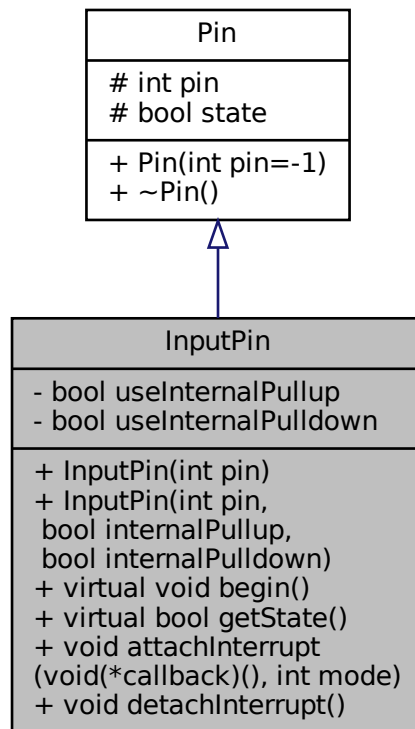 Pin
# int pin
# bool state
+ Pin(int pin=-1)
+ ~Pin()
InputPin
- bool useInternalPullup
- bool useInternalPulldown
+ InputPin(int pin)
+ InputPin(int pin,
bool internalPullup,
bool internalPulldown)
+ virtual void begin()
+ virtual bool getState()
+ void attachInterrupt
(void(*callback)(), int mode)
+ void detachInterrupt()